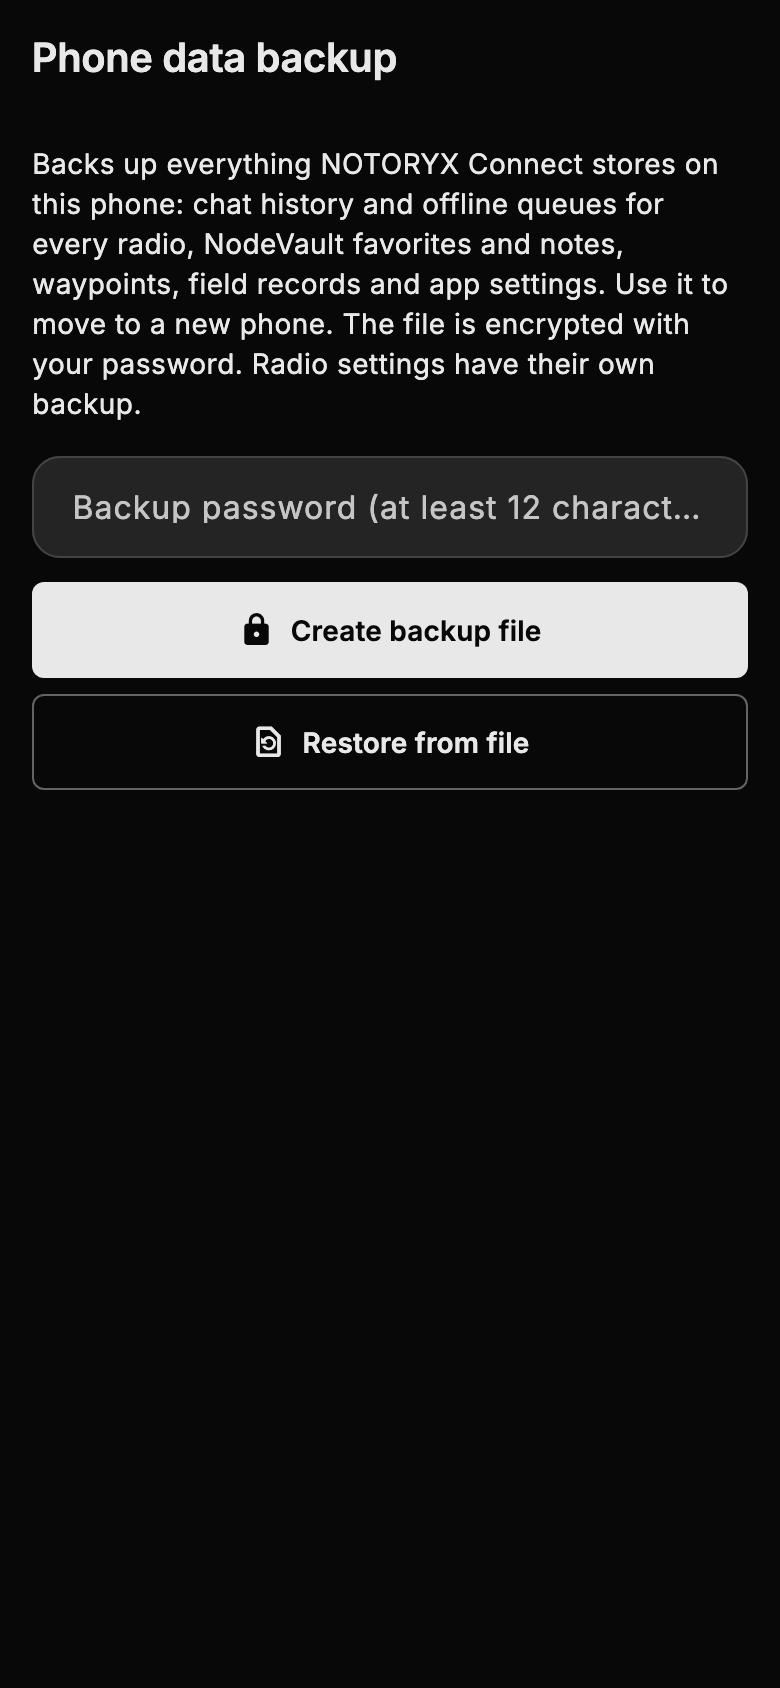 Phone data backup
Backs up everything NOTORYX Connect stores on
this phone: chat history and offline queues for
every radio, NodeVault favorites and notes,
waypoints, field records and app settings. Use it to
move to a new phone. The file is encrypted with
your password. Radio settings have their own
backup.
Backup password (at least 12 charact...
Create backup file
Restore from file